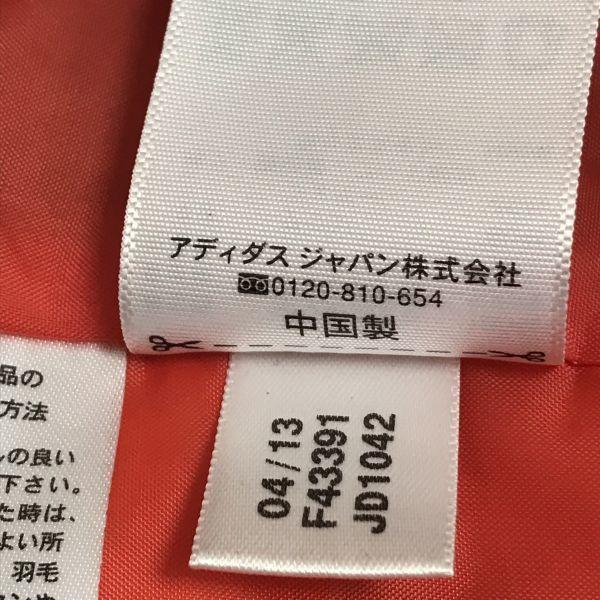 アディダス ジャパン株式会社
0120-810-654
中国製
04/13
F43391
JD1042
品の
方法
の良い
下さい。
た時は、
よい所
羽毛